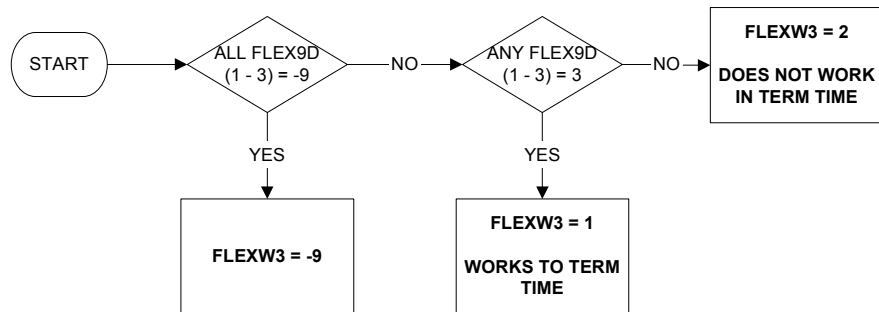 START
ALL FLEX9D
(1 - 3) = -9
NO
ANY FLEX9D
(1 - 3) = 3
NO
FLEXW3 = 2
DOES NOT WORK
IN TERM TIME
YES
YES
FLEXW3 = -9
FLEXW3 = 1
WORKS TO TERM
TIME